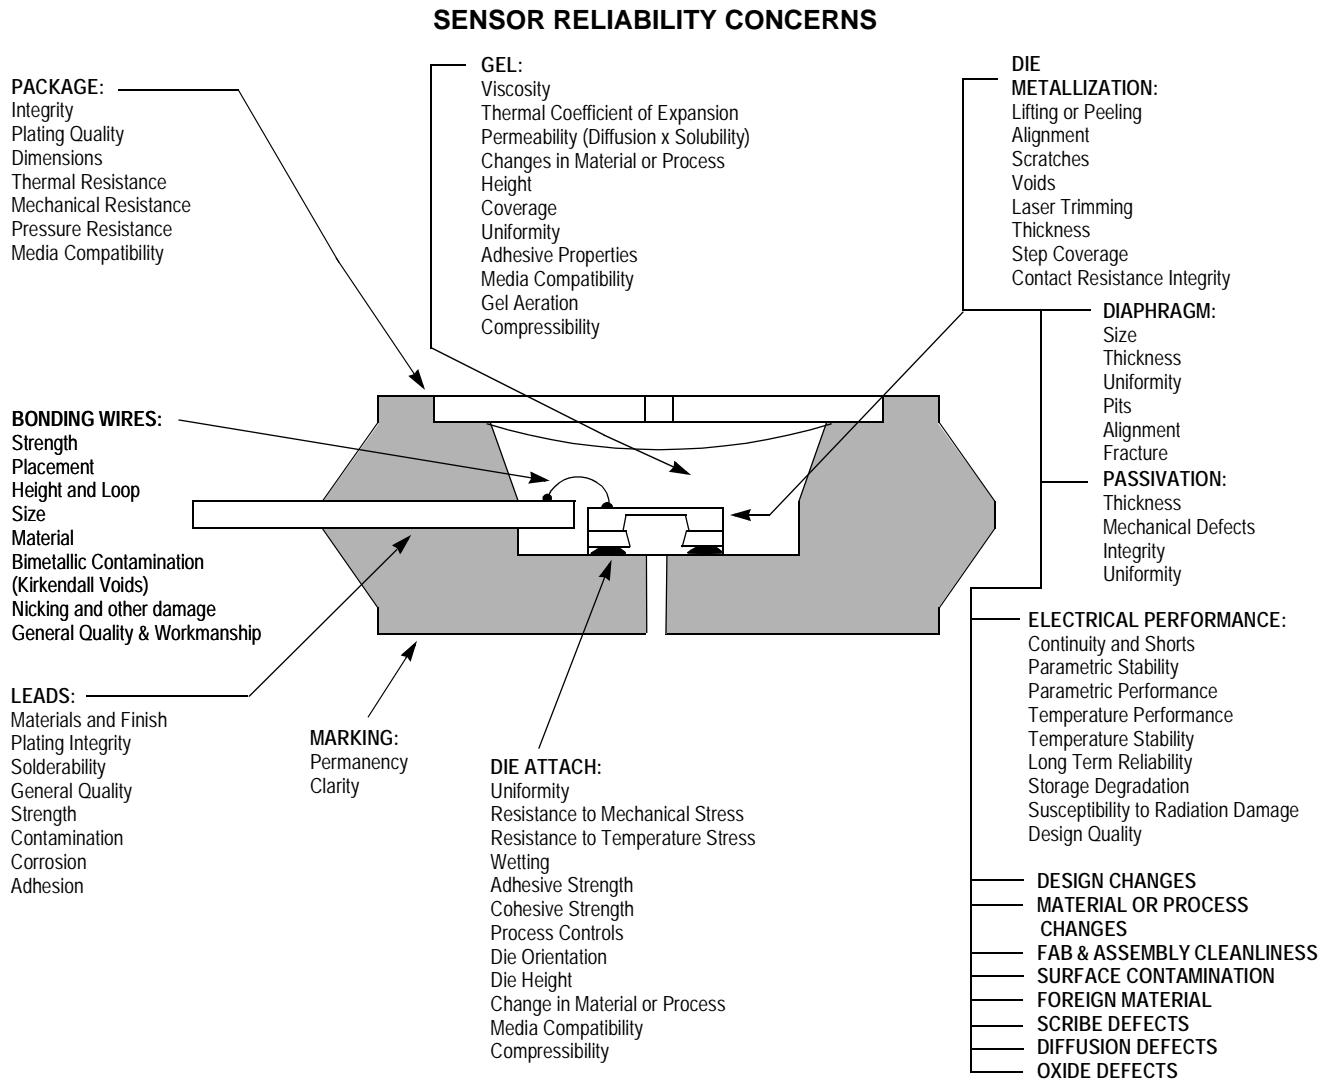 SENSOR RELIABILITY CONCERNS
PACKAGE:
Integrity
Plating Quality
Dimensions
Thermal Resistance
Mechanical Resistance
Pressure Resistance
Media Compatibility
GEL:
Viscosity
Thermal Coefficient of Expansion
Permeability (Diffusion x Solubility)
Changes in Material or Process
Height
Coverage
Uniformity
Adhesive Properties
Media Compatibility
Gel Aeration
Compressibility
DIE
METALLIZATION:
Lifting or Peeling
Alignment
Scratches
Voids
Laser Trimming
Thickness
Step Coverage
Contact Resistance Integrity
DIAPHRAGM:
Size
Thickness
Uniformity
Pits
Alignment
Fracture
PASSIVATION:
Thickness
Mechanical Defects
Integrity
Uniformity
BONDING WIRES:
Strength
Placement
Height and Loop
Size
Material
Bimetallic Contamination
(Kirkendall Voids)
Nicking and other damage
General Quality & Workmanship
LEADS:
Materials and Finish
Plating Integrity
Solderability
General Quality
Strength
Contamination
Corrosion
Adhesion
MARKING:
Permanency
Clarity
DIE ATTACH:
Uniformity
Resistance to Mechanical Stress
Resistance to Temperature Stress
Wetting
Adhesive Strength
Cohesive Strength
Process Controls
Die Orientation
Die Height
Change in Material or Process
Media Compatibility
Compressibility
ELECTRICAL PERFORMANCE:
Continuity and Shorts
Parametric Stability
Parametric Performance
Temperature Performance
Temperature Stability
Long Term Reliability
Storage Degradation
Susceptibility to Radiation Damage
Design Quality
DESIGN CHANGES
MATERIAL OR PROCESS
CHANGES
FAB & ASSEMBLY CLEANLINESS
SURFACE CONTAMINATION
FOREIGN MATERIAL
SCRIBE DEFECTS
DIFFUSION DEFECTS
OXIDE DEFECTS